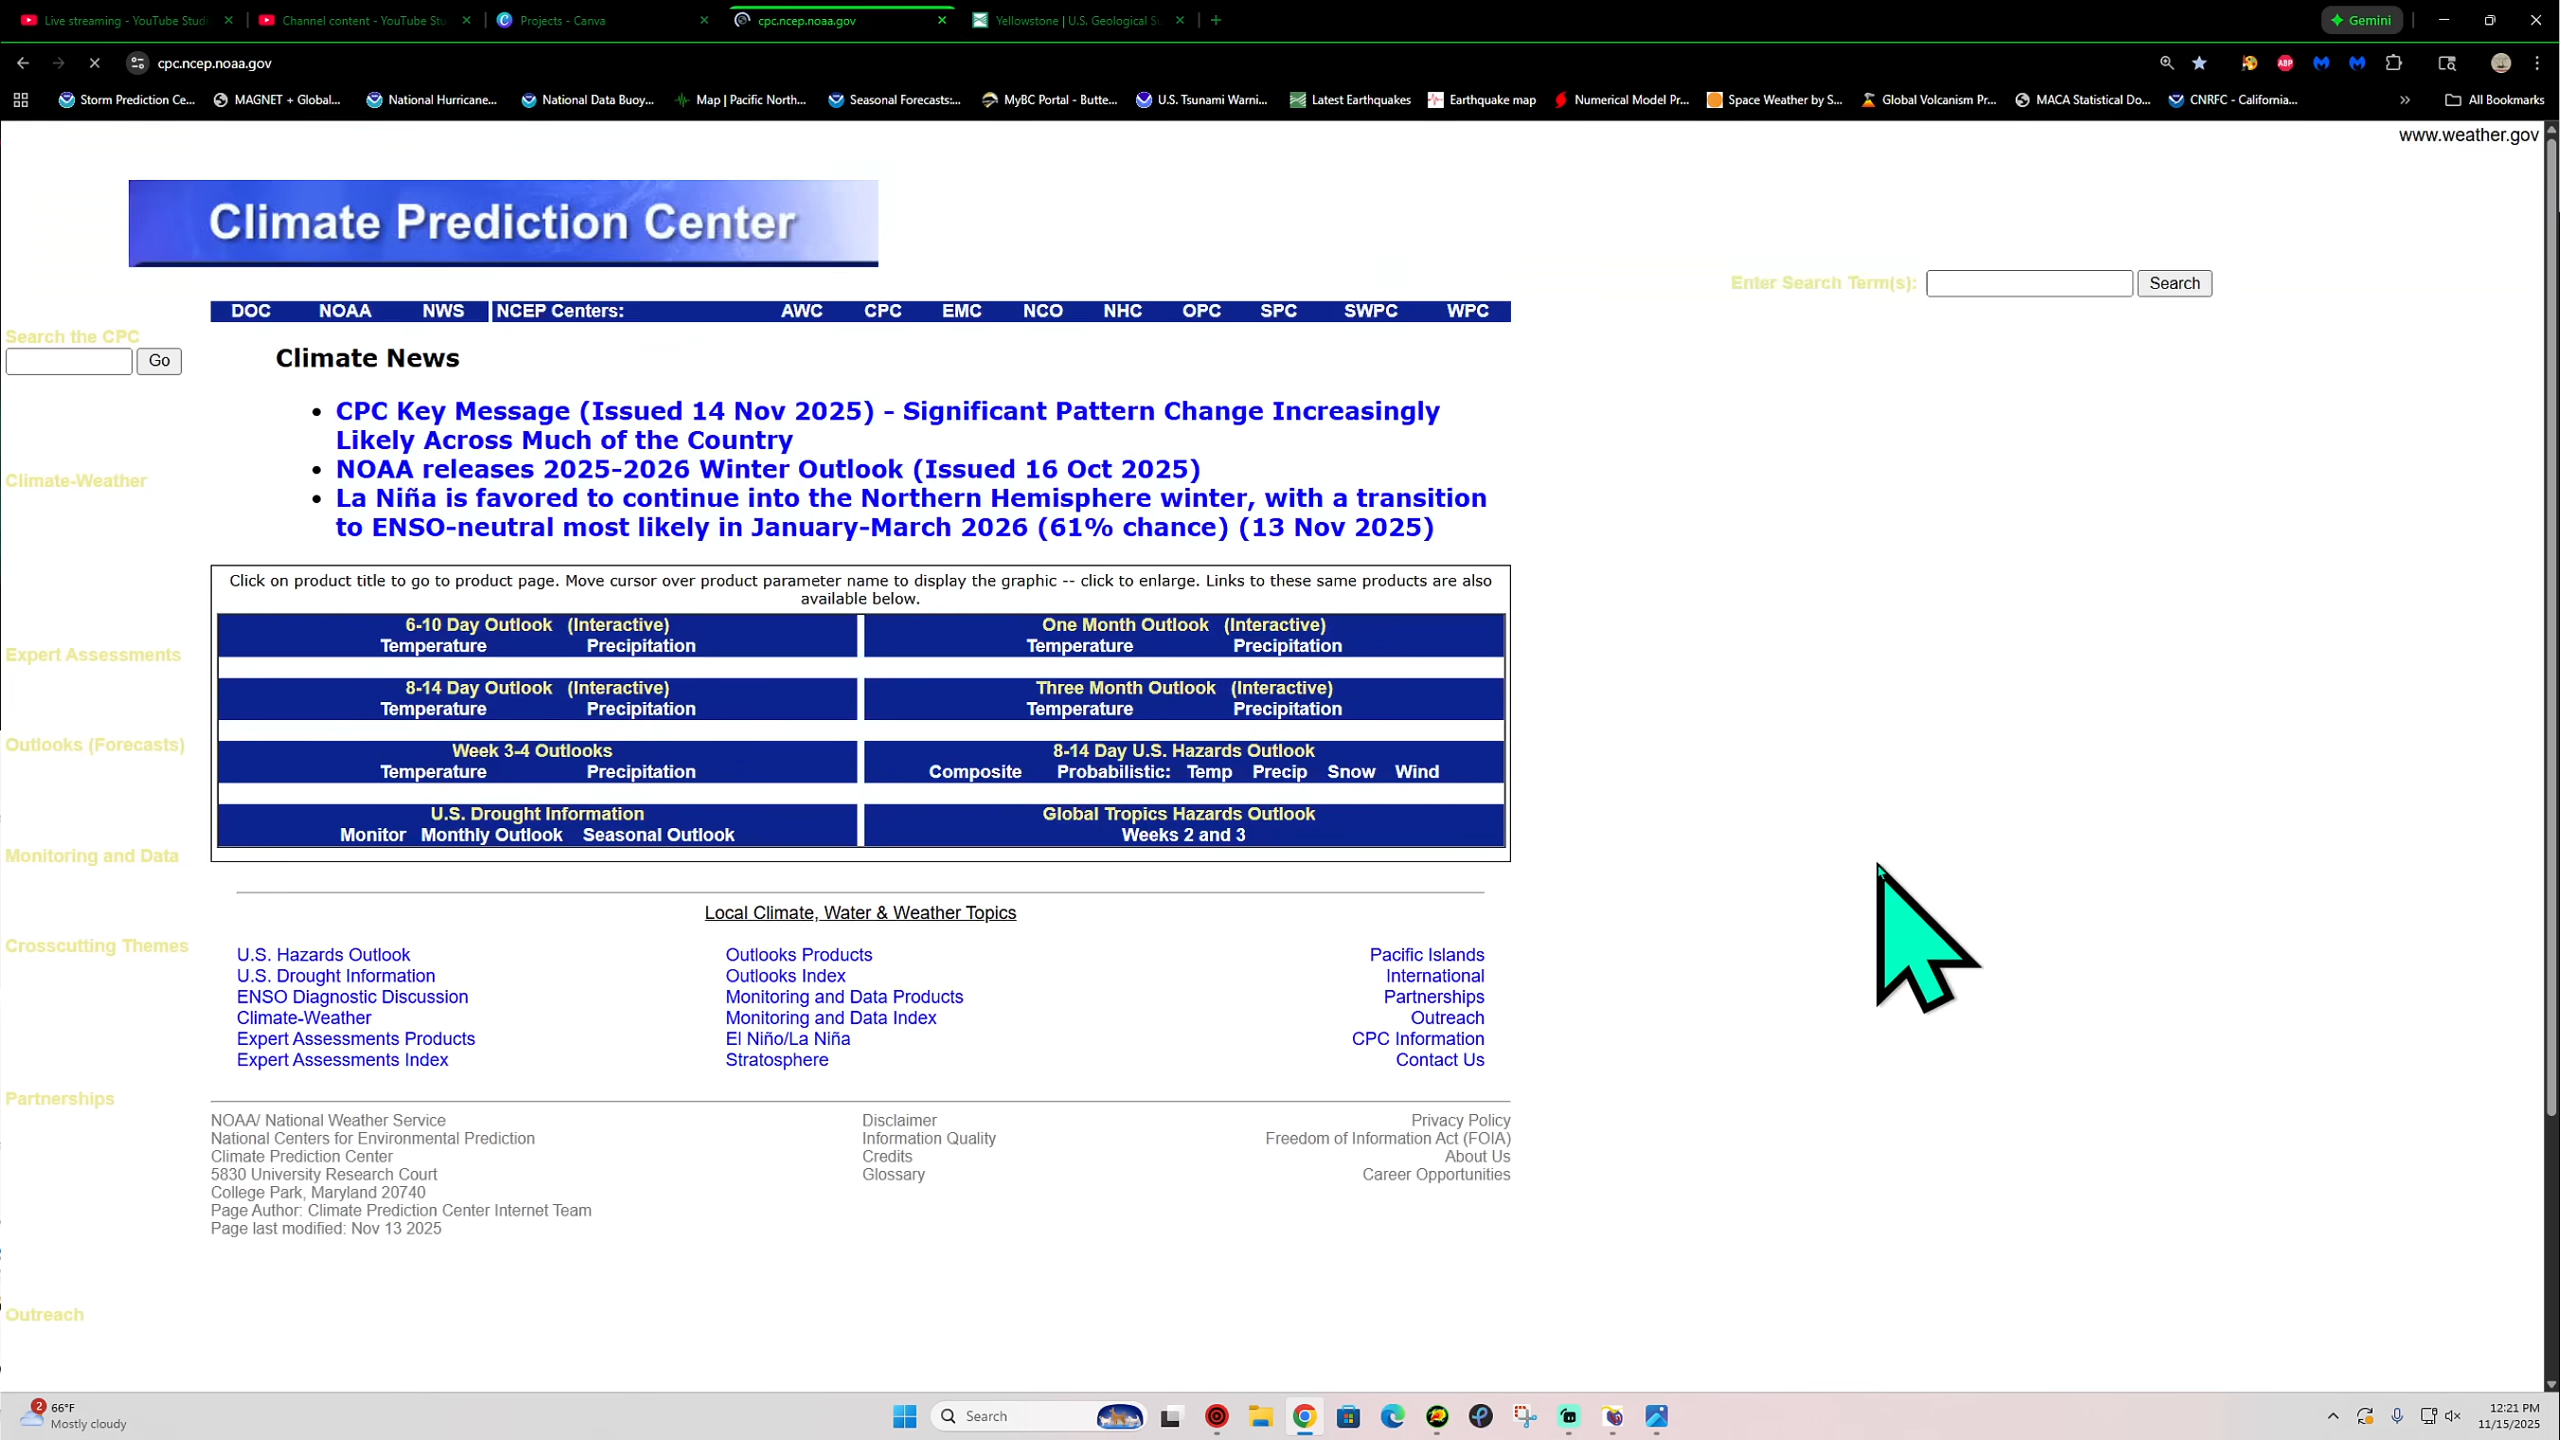 Live streaming - YouTube Studi
Channel content - YouTube Stu
Projects - Canva
cpc.ncep.noaa.gov
Yellowstone | U.S. Geological Su
Gemini
cpc.ncep.noaa.gov
ABP
Storm Prediction Ce...
MAGNET + Global...
National Hurricane...
National Data Buoy...
Map | Pacific North...
Seasonal Forecasts:...
MyBC Portal - Butte...
U.S. Tsunami Warni...
Latest Earthquakes
Earthquake map
Numerical Model Pr...
Space Weather by S...
Global Volcanism Pr...
MACA Statistical Do...
CNRFC - California...
All Bookmarks
www.weather.gov
Climate Prediction Center
Enter Search Term(s):
Search
DOC NOAA NWS NCEP Centers: AWC CPC EMC NCO NHC OPC SPC SWPC WPC
Search the CPC
Go
Climate-Weather
Expert Assessments
Outlooks (Forecasts)
Monitoring and Data
Crosscutting Themes
Partnerships
Outreach
Climate News
• CPC Key Message (Issued 14 Nov 2025) - Significant Pattern Change Increasingly
Likely Across Much of the Country
• NOAA releases 2025-2026 Winter Outlook (Issued 16 Oct 2025)
• La Niña is favored to continue into the Northern Hemisphere winter, with a transition
to ENSO-neutral most likely in January-March 2026 (61% chance) (13 Nov 2025)
Click on product title to go to product page. Move cursor over product parameter name to display the graphic -- click to enlarge. Links to these same products are also
available below.
6-10 Day Outlook (Interactive)
Temperature Precipitation
One Month Outlook (Interactive)
Temperature Precipitation
8-14 Day Outlook (Interactive)
Temperature Precipitation
Three Month Outlook (Interactive)
Temperature Precipitation
Week 3-4 Outlooks
Temperature Precipitation
8-14 Day U.S. Hazards Outlook
Composite Probabilistic: Temp Precip Snow Wind
U.S. Drought Information
Monitor Monthly Outlook Seasonal Outlook
Global Tropics Hazards Outlook
Weeks 2 and 3
Local Climate, Water & Weather Topics
U.S. Hazards Outlook
U.S. Drought Information
ENSO Diagnostic Discussion
Climate-Weather
Expert Assessments Products
Expert Assessments Index
Outlooks Products
Outlooks Index
Monitoring and Data Products
Monitoring and Data Index
El Niño/La Niña
Stratosphere
Pacific Islands
International
Partnerships
Outreach
CPC Information
Contact Us
NOAA/ National Weather Service
National Centers for Environmental Prediction
Climate Prediction Center
5830 University Research Court
College Park, Maryland 20740
Page Author: Climate Prediction Center Internet Team
Page last modified: Nov 13 2025
Disclaimer
Information Quality
Credits
Glossary
Privacy Policy
Freedom of Information Act (FOIA)
About Us
Career Opportunities
2
66°F
Mostly cloudy
Search
12:21 PM
11/15/2025